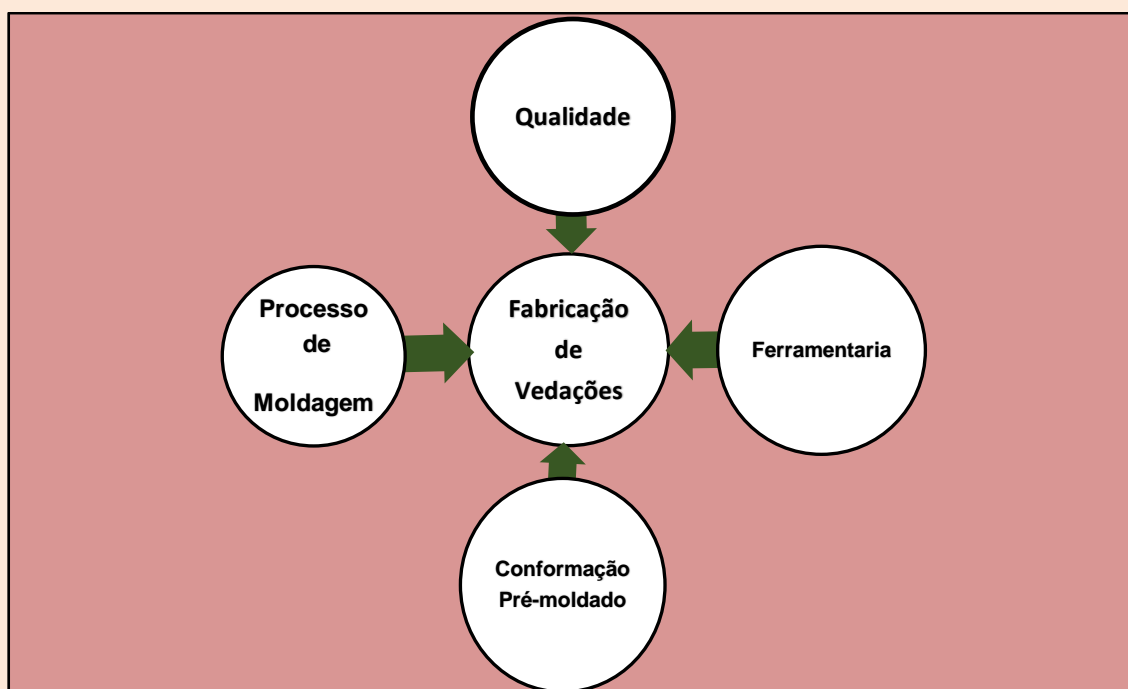 Qualidade
Processo
de
Moldagem
Fabricação
de
Vedações
Ferramentaria
Conformação
Pré-moldado